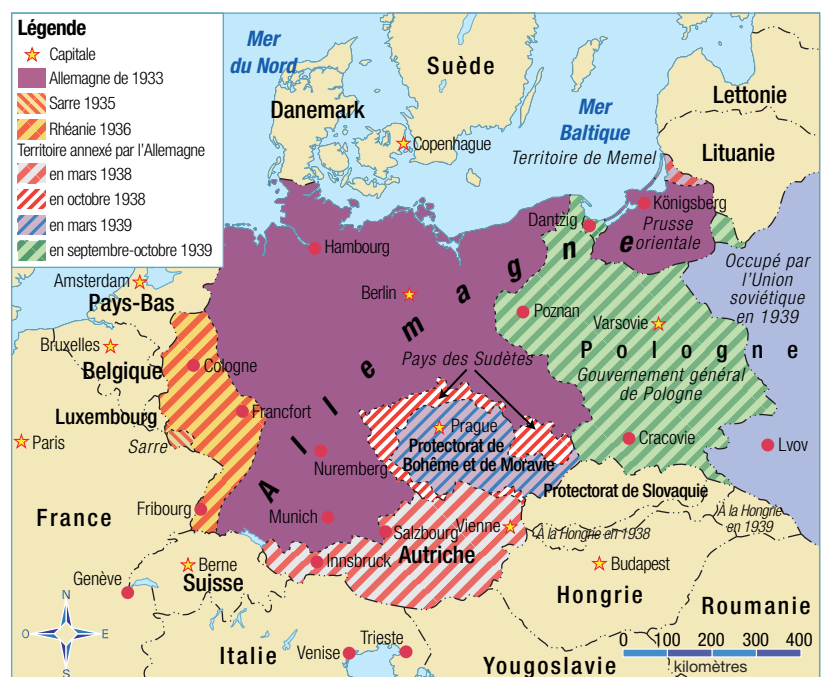 Légende
Capitale
Allemagne de 1933
Sarre 1935
Rhéanie 1936
Territoire annexé par l'Allemagne
en mars 1938
en octobre 1938
en mars 1939
en septembre-octobre 1939
Mer
du Nord
Suède
Danemark
Copenhague
Mer
Baltique
Territoire de Memel
Lettonie
Lituanie
Königsberg
Prusse
orientale
Dantzig
Hambourg
Berlin
Allemagne
Amsterdam
Pays-Bas
Bruxelles
Belgique
Cologne
Luxembourg
Francfort
Sarre
Paris
France
Fribourg
Nuremberg
Munich
Poznan
Varsovie
Pologne
Gouvernement général
de Pologne
Occupé par
l'Union
soviétique
en 1939
Cracovie
Lvov
Pays des Sudètes
Prague
Protectorat de
Bohême et de Moravie
Protectorat de Slovaquie
À la Hongrie en 1938
À la Hongrie
en 1939
Salzbourg
Vienne
Autriche
Innsbruck
Berne
Suisse
Genève
Budapest
Hongrie
Roumanie
Italie
Venise
Trieste
Yougoslavie
N
O
E
S
0 100 200 300 400
kilomètres